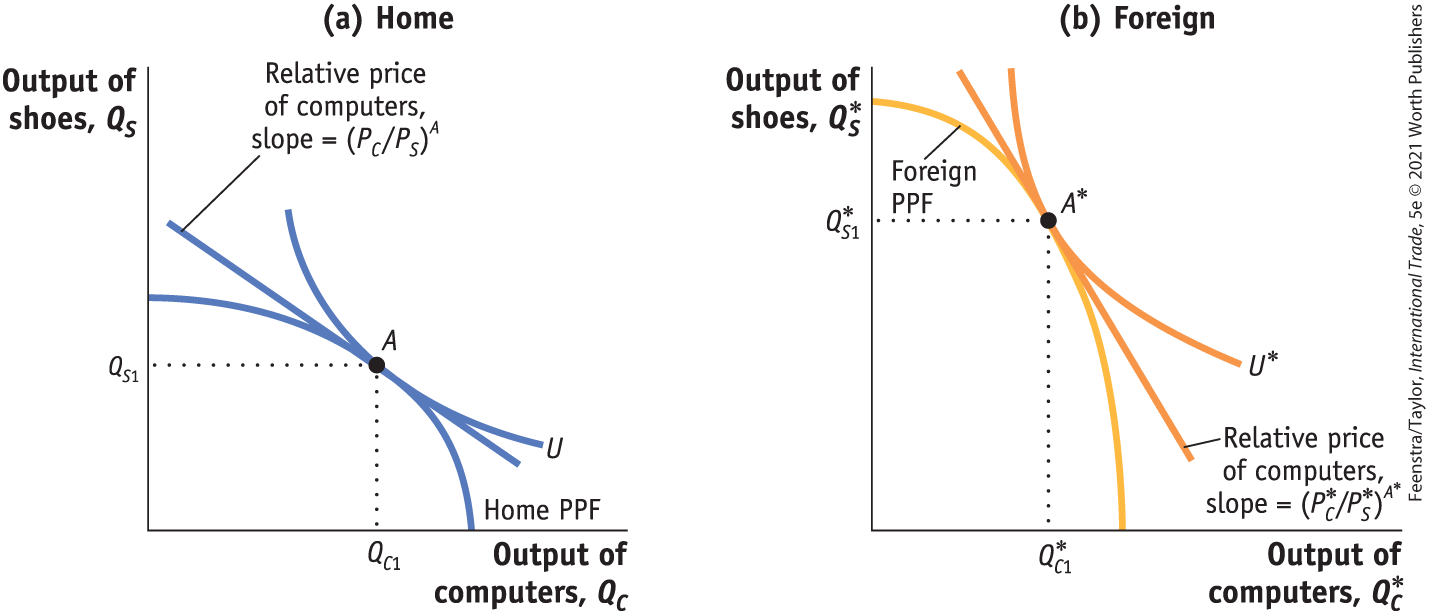 (a) Home
Output of
shoes, Q_S
Relative price
of computers,
slope = (P_C/P_S)^A
A
Q_S1
U
Home PPF
Q_C1
Output of
computers, Q_C
(b) Foreign
Output of
shoes, Q*_S
Foreign
PPF
A*
Q*_S1
U*
Relative price
of computers,
slope = (P*_C/P*_S)^A*
Q*_C1
Output of
computers, Q*_C
Feenstra/Taylor, International Trade, 5e © 2021 Worth Publishers